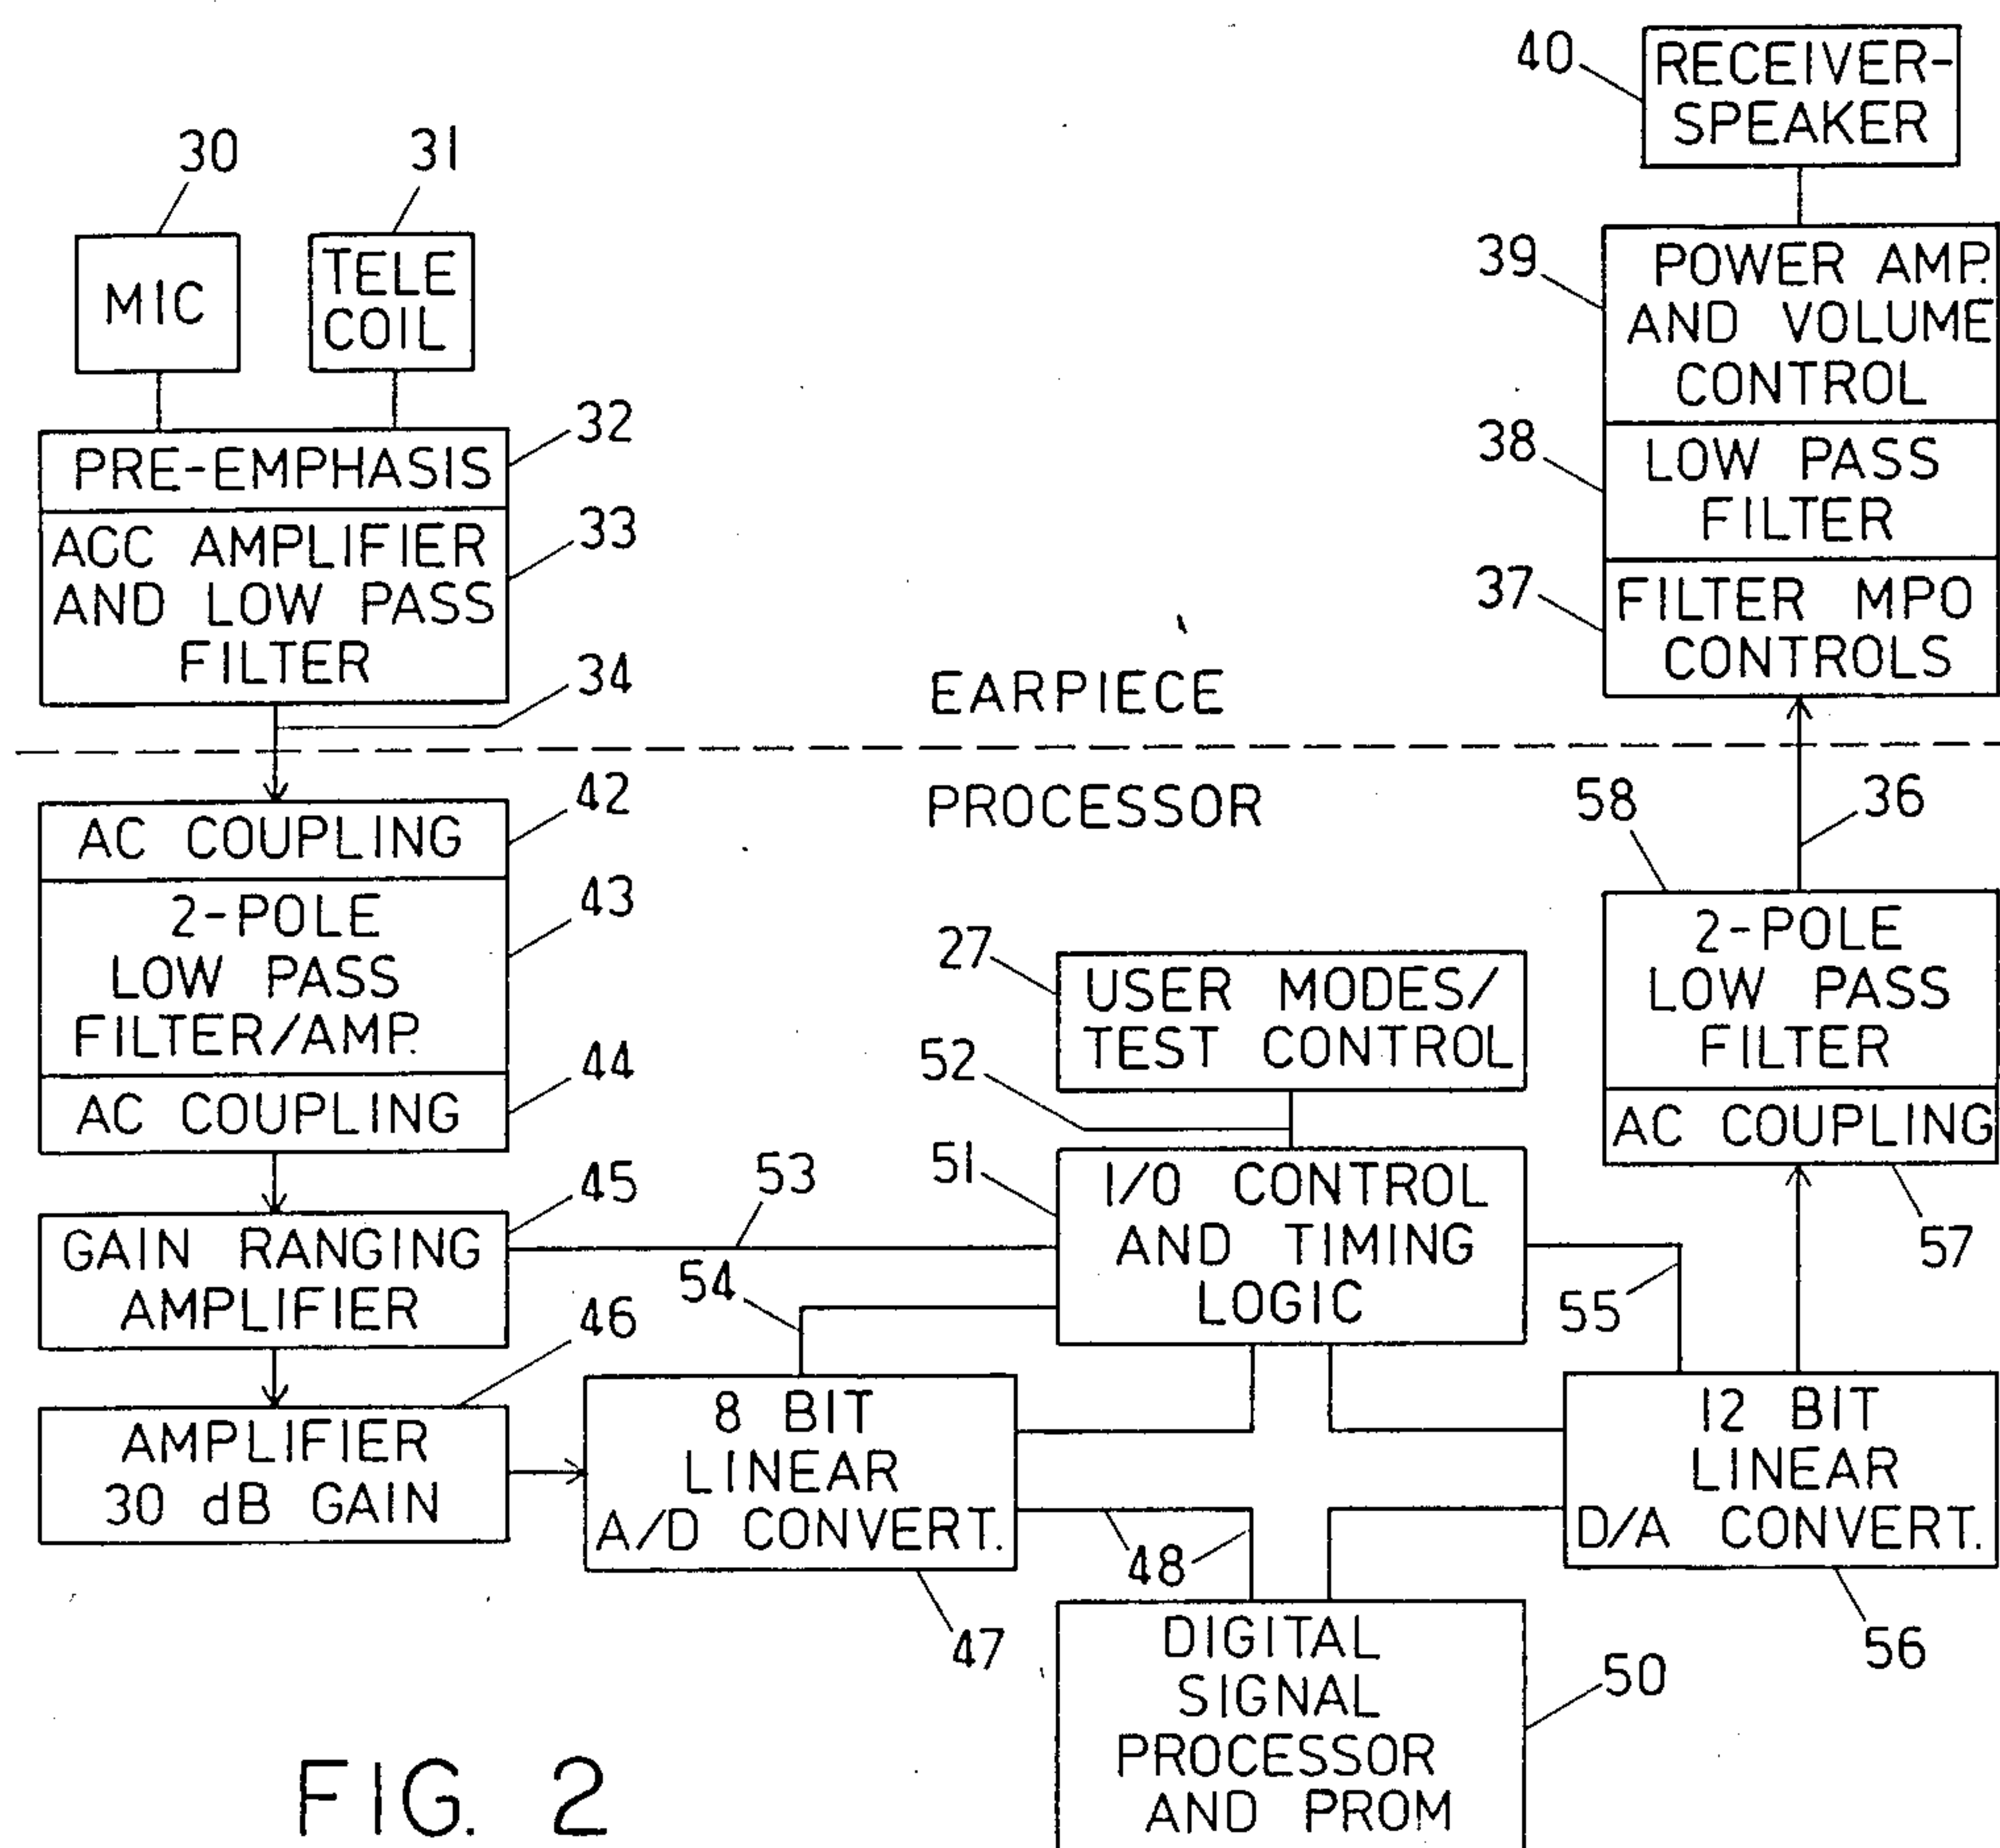 40
RECEIVER-
SPEAKER
30
31
MIC
TELE
COIL
39
POWER AMP.
AND VOLUME
CONTROL
32
PRE-EMPHASIS
38
LOW PASS
FILTER
33
AGC AMPLIFIER
AND LOW PASS
FILTER
37
FILTER MPO
CONTROLS
34
EARPIECE
PROCESSOR
42
AC COUPLING
58
36
43
2-POLE
LOW PASS
FILTER/AMP.
27
USER MODES/
TEST CONTROL
2-POLE
LOW PASS
FILTER
44
AC COUPLING
52
AC COUPLING
57
45
GAIN RANGING
AMPLIFIER
53
51
I/O CONTROL
AND TIMING
LOGIC
54
55
46
AMPLIFIER
30 dB GAIN
8 BIT
LINEAR
A/D CONVERT.
12 BIT
LINEAR
D/A CONVERT.
48
47
56
DIGITAL
SIGNAL
PROCESSOR
AND PROM
50
FIG. 2